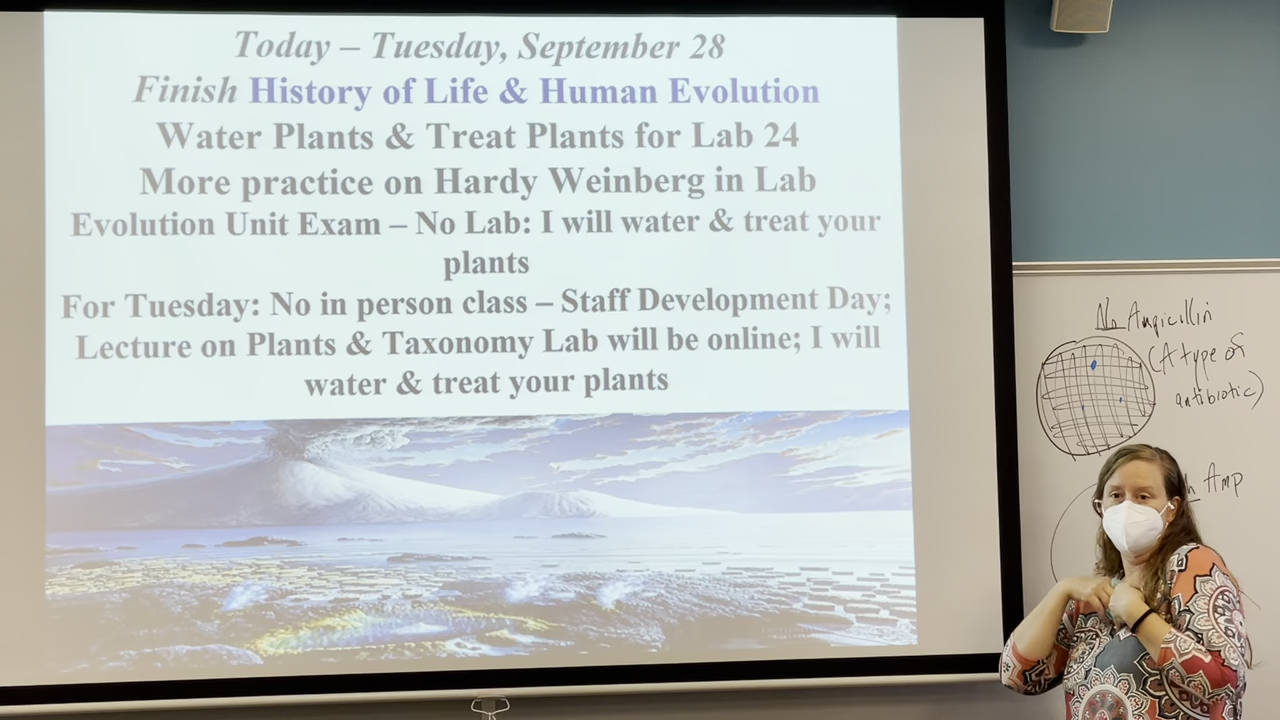 Today – Tuesday, September 28
Finish History of Life & Human Evolution
Water Plants & Treat Plants for Lab 24
More practice on Hardy Weinberg in Lab
Evolution Unit Exam – No Lab: I will water & treat your
plants
For Tuesday: No in person class – Staff Development Day;
Lecture on Plants & Taxonomy Lab will be online; I will
water & treat your plants
No Ampicillin
(A type of
antibiotic)
Amp